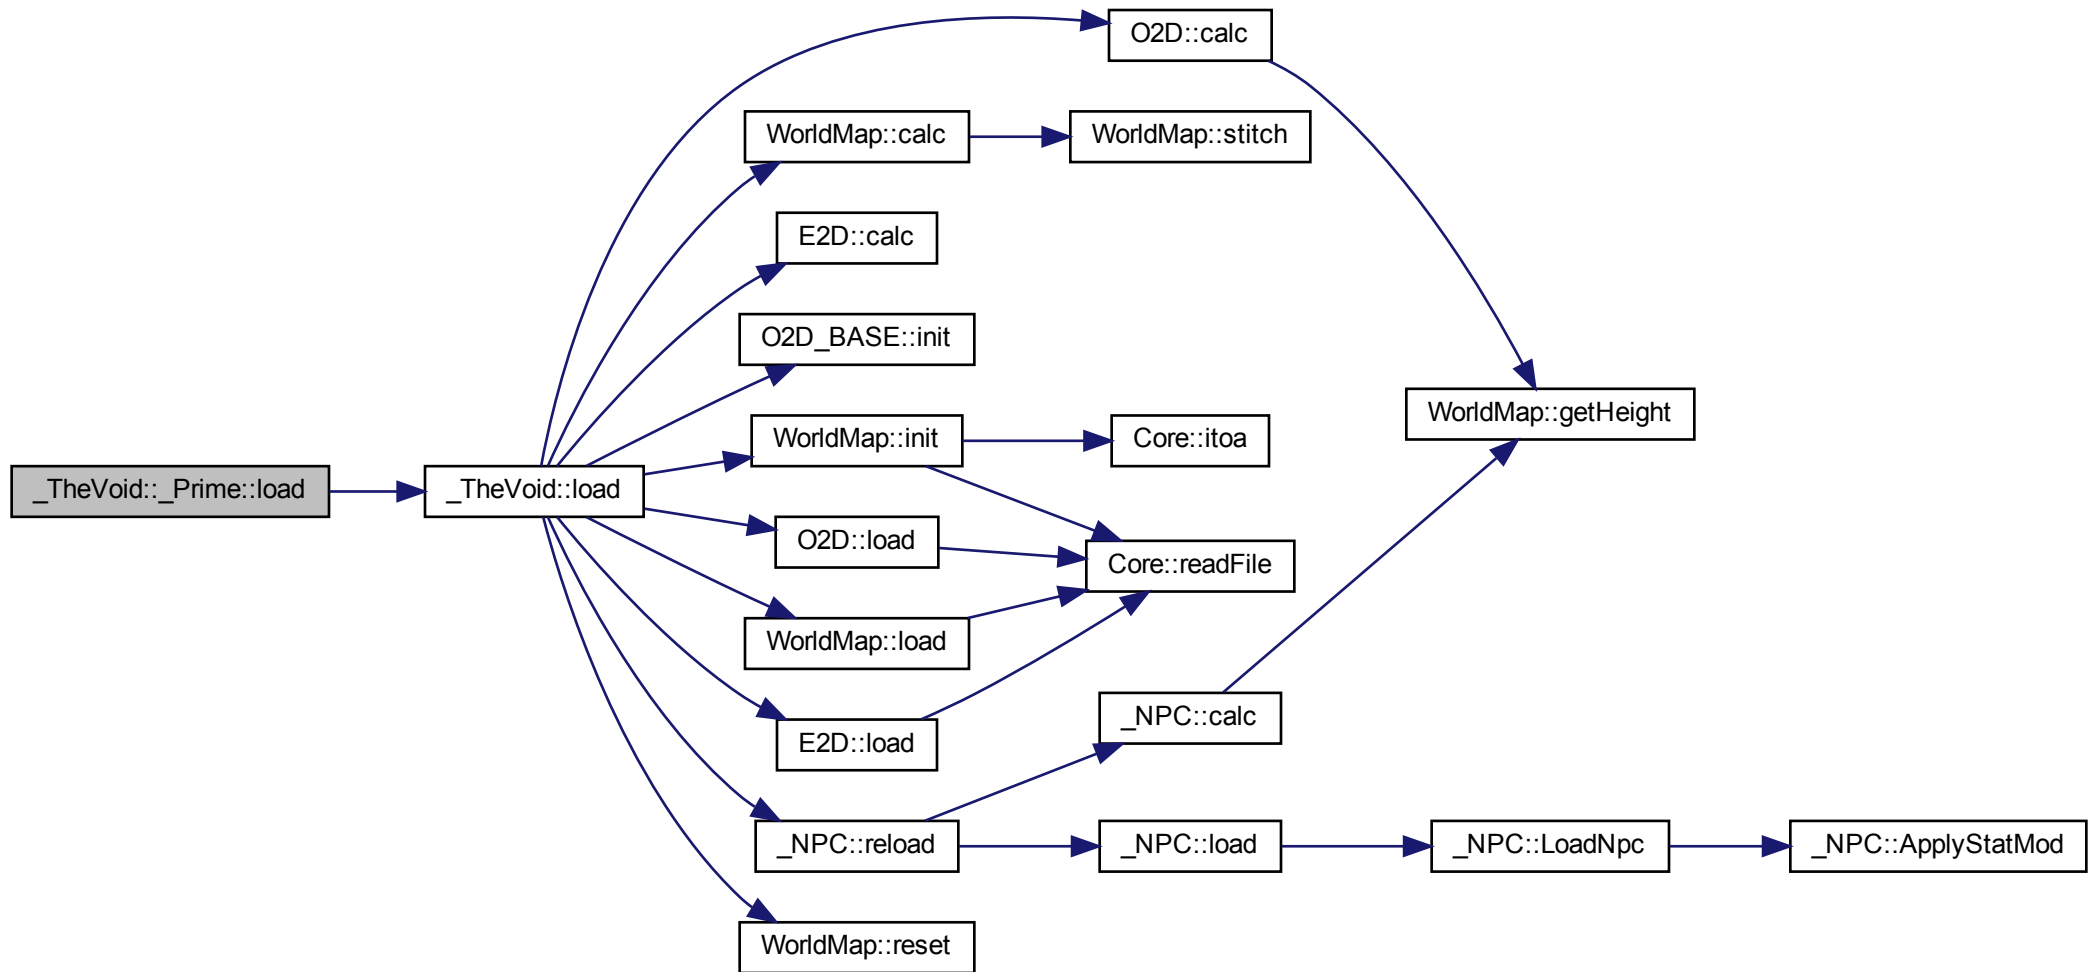 O2D::calc
WorldMap::calc
WorldMap::stitch
E2D::calc
O2D_BASE::init
WorldMap::getHeight
WorldMap::init
Core::itoa
_TheVoid::_Prime::load
_TheVoid::load
O2D::load
Core::readFile
WorldMap::load
_NPC::calc
E2D::load
_NPC::reload
_NPC::load
_NPC::LoadNpc
_NPC::ApplyStatMod
WorldMap::reset